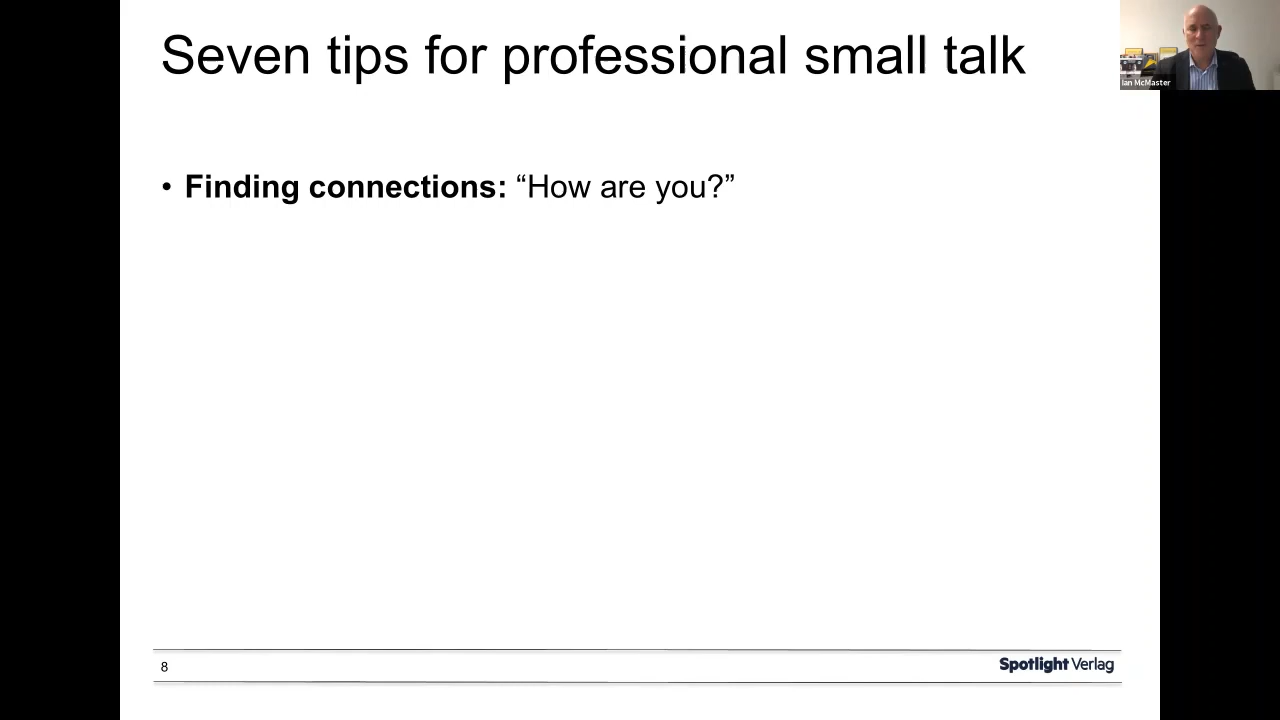 Seven tips for professional small talk
Ian McMaster
• Finding connections: “How are you?”
8
Spotlight Verlag